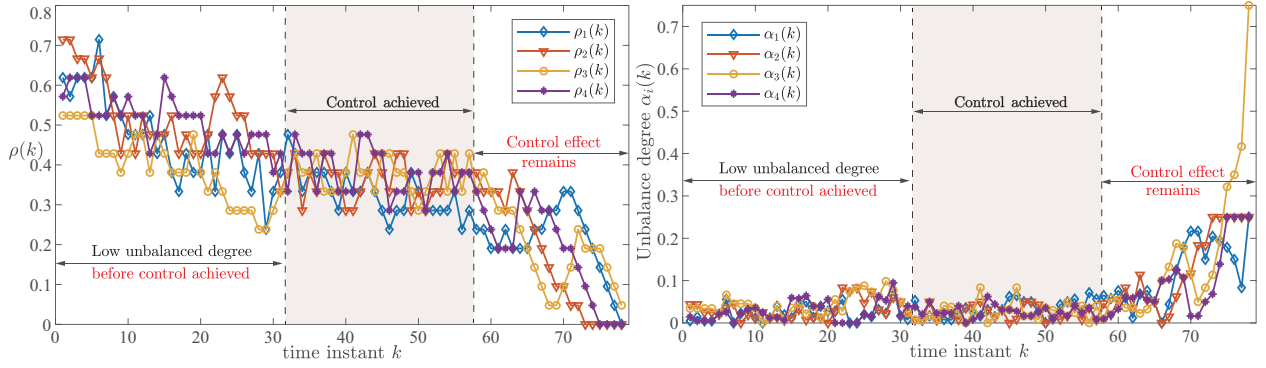 0.8
0.7
0.6
0.5
0.4
0.3
0.2
0.1
0
ρ(k)
ρ₁(k)
ρ₂(k)
ρ₃(k)
ρ₄(k)
Control achieved
Control effect
remains
Low unbalanced degree
before control achieved
0 10 20 30 40 50 60 70
time instant k
0.7
0.6
0.5
0.4
0.3
0.2
0.1
0
Unbalance degree αᵢ(k)
α₁(k)
α₂(k)
α₃(k)
α₄(k)
Control achieved
Low unbalanced degree
before control achieved
Control effect
remains
0 10 20 30 40 50 60 70
time instant k